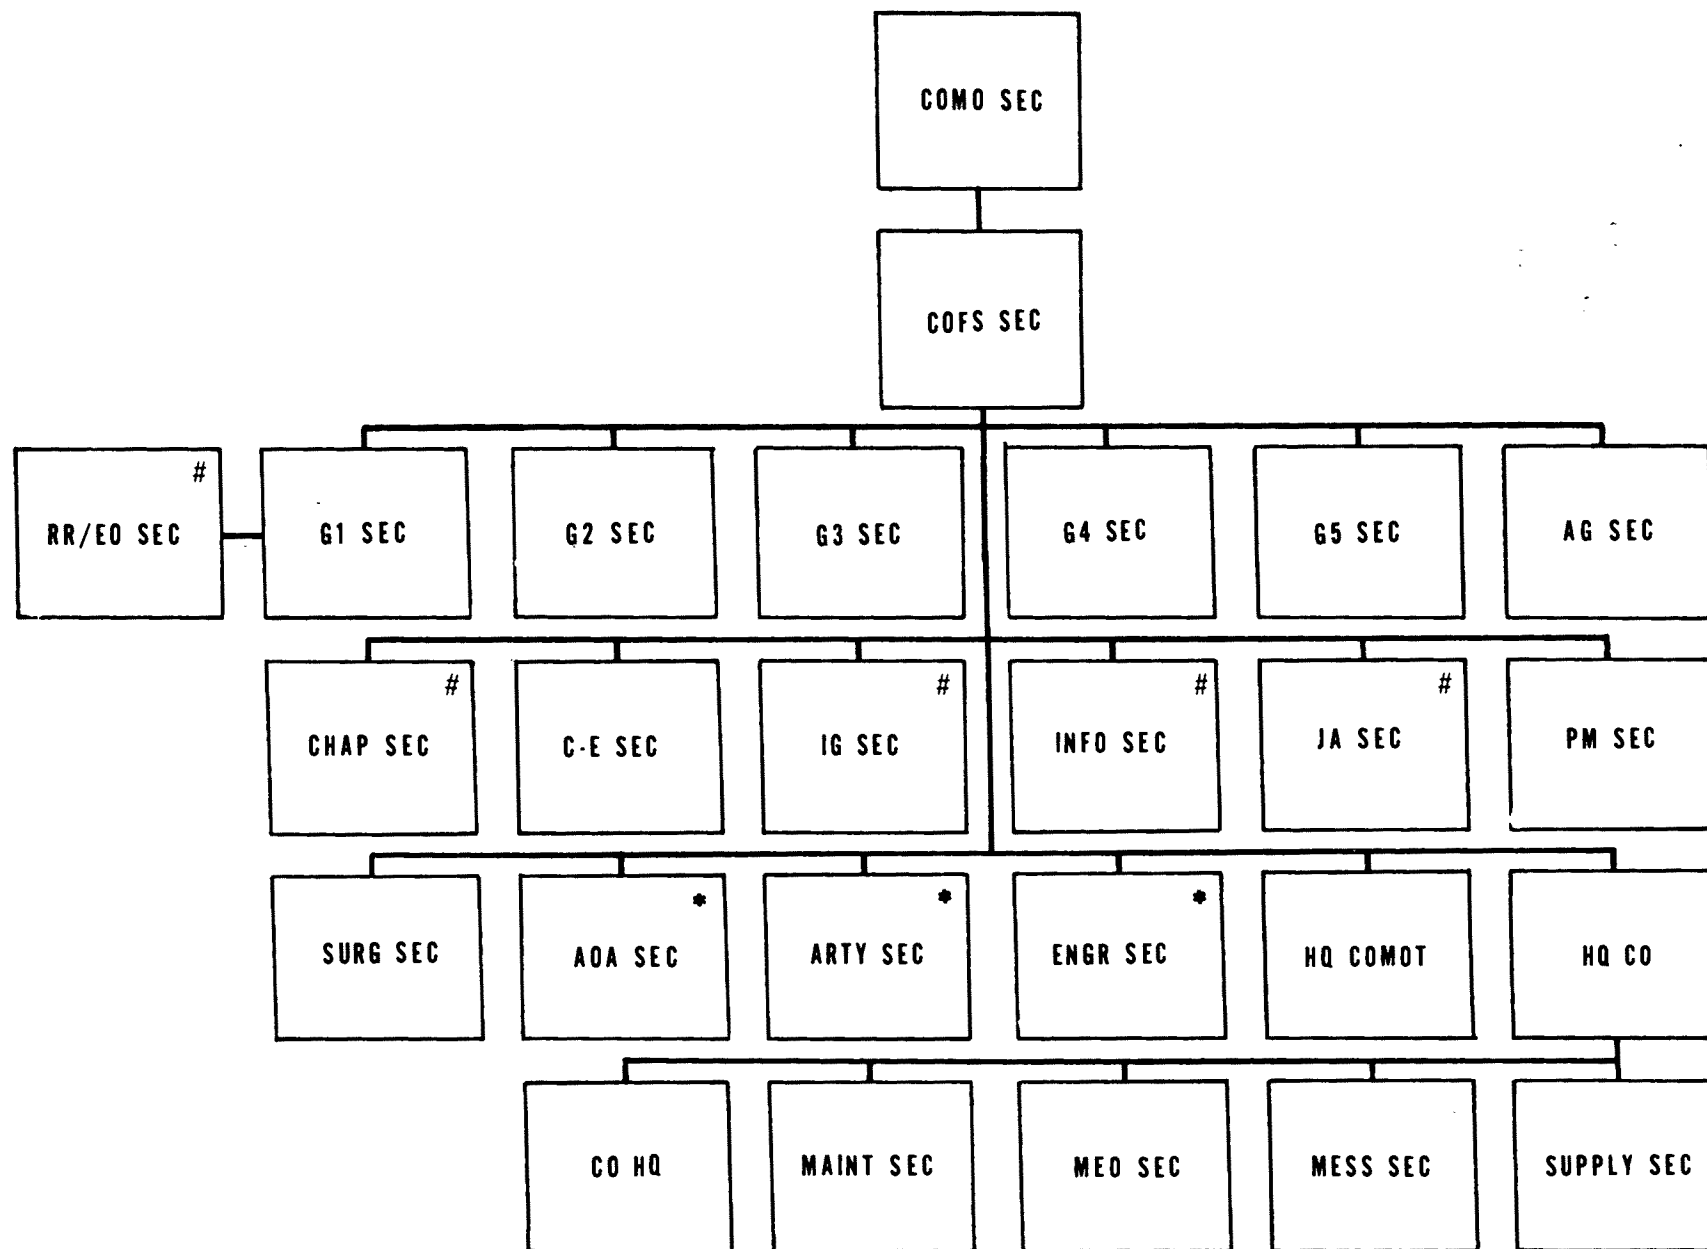 COMO SEC
COFS SEC
#
RR/EO SEC
G1 SEC
G2 SEC
G3 SEC
G4 SEC
G5 SEC
AG SEC
#
CHAP SEC
C-E SEC
#
IG SEC
#
INFO SEC
#
JA SEC
PM SEC
SURG SEC
*
AOA SEC
*
ARTY SEC
*
ENGR SEC
HQ COMOT
HQ CO
CO HQ
MAINT SEC
MEO SEC
MESS SEC
SUPPLY SEC